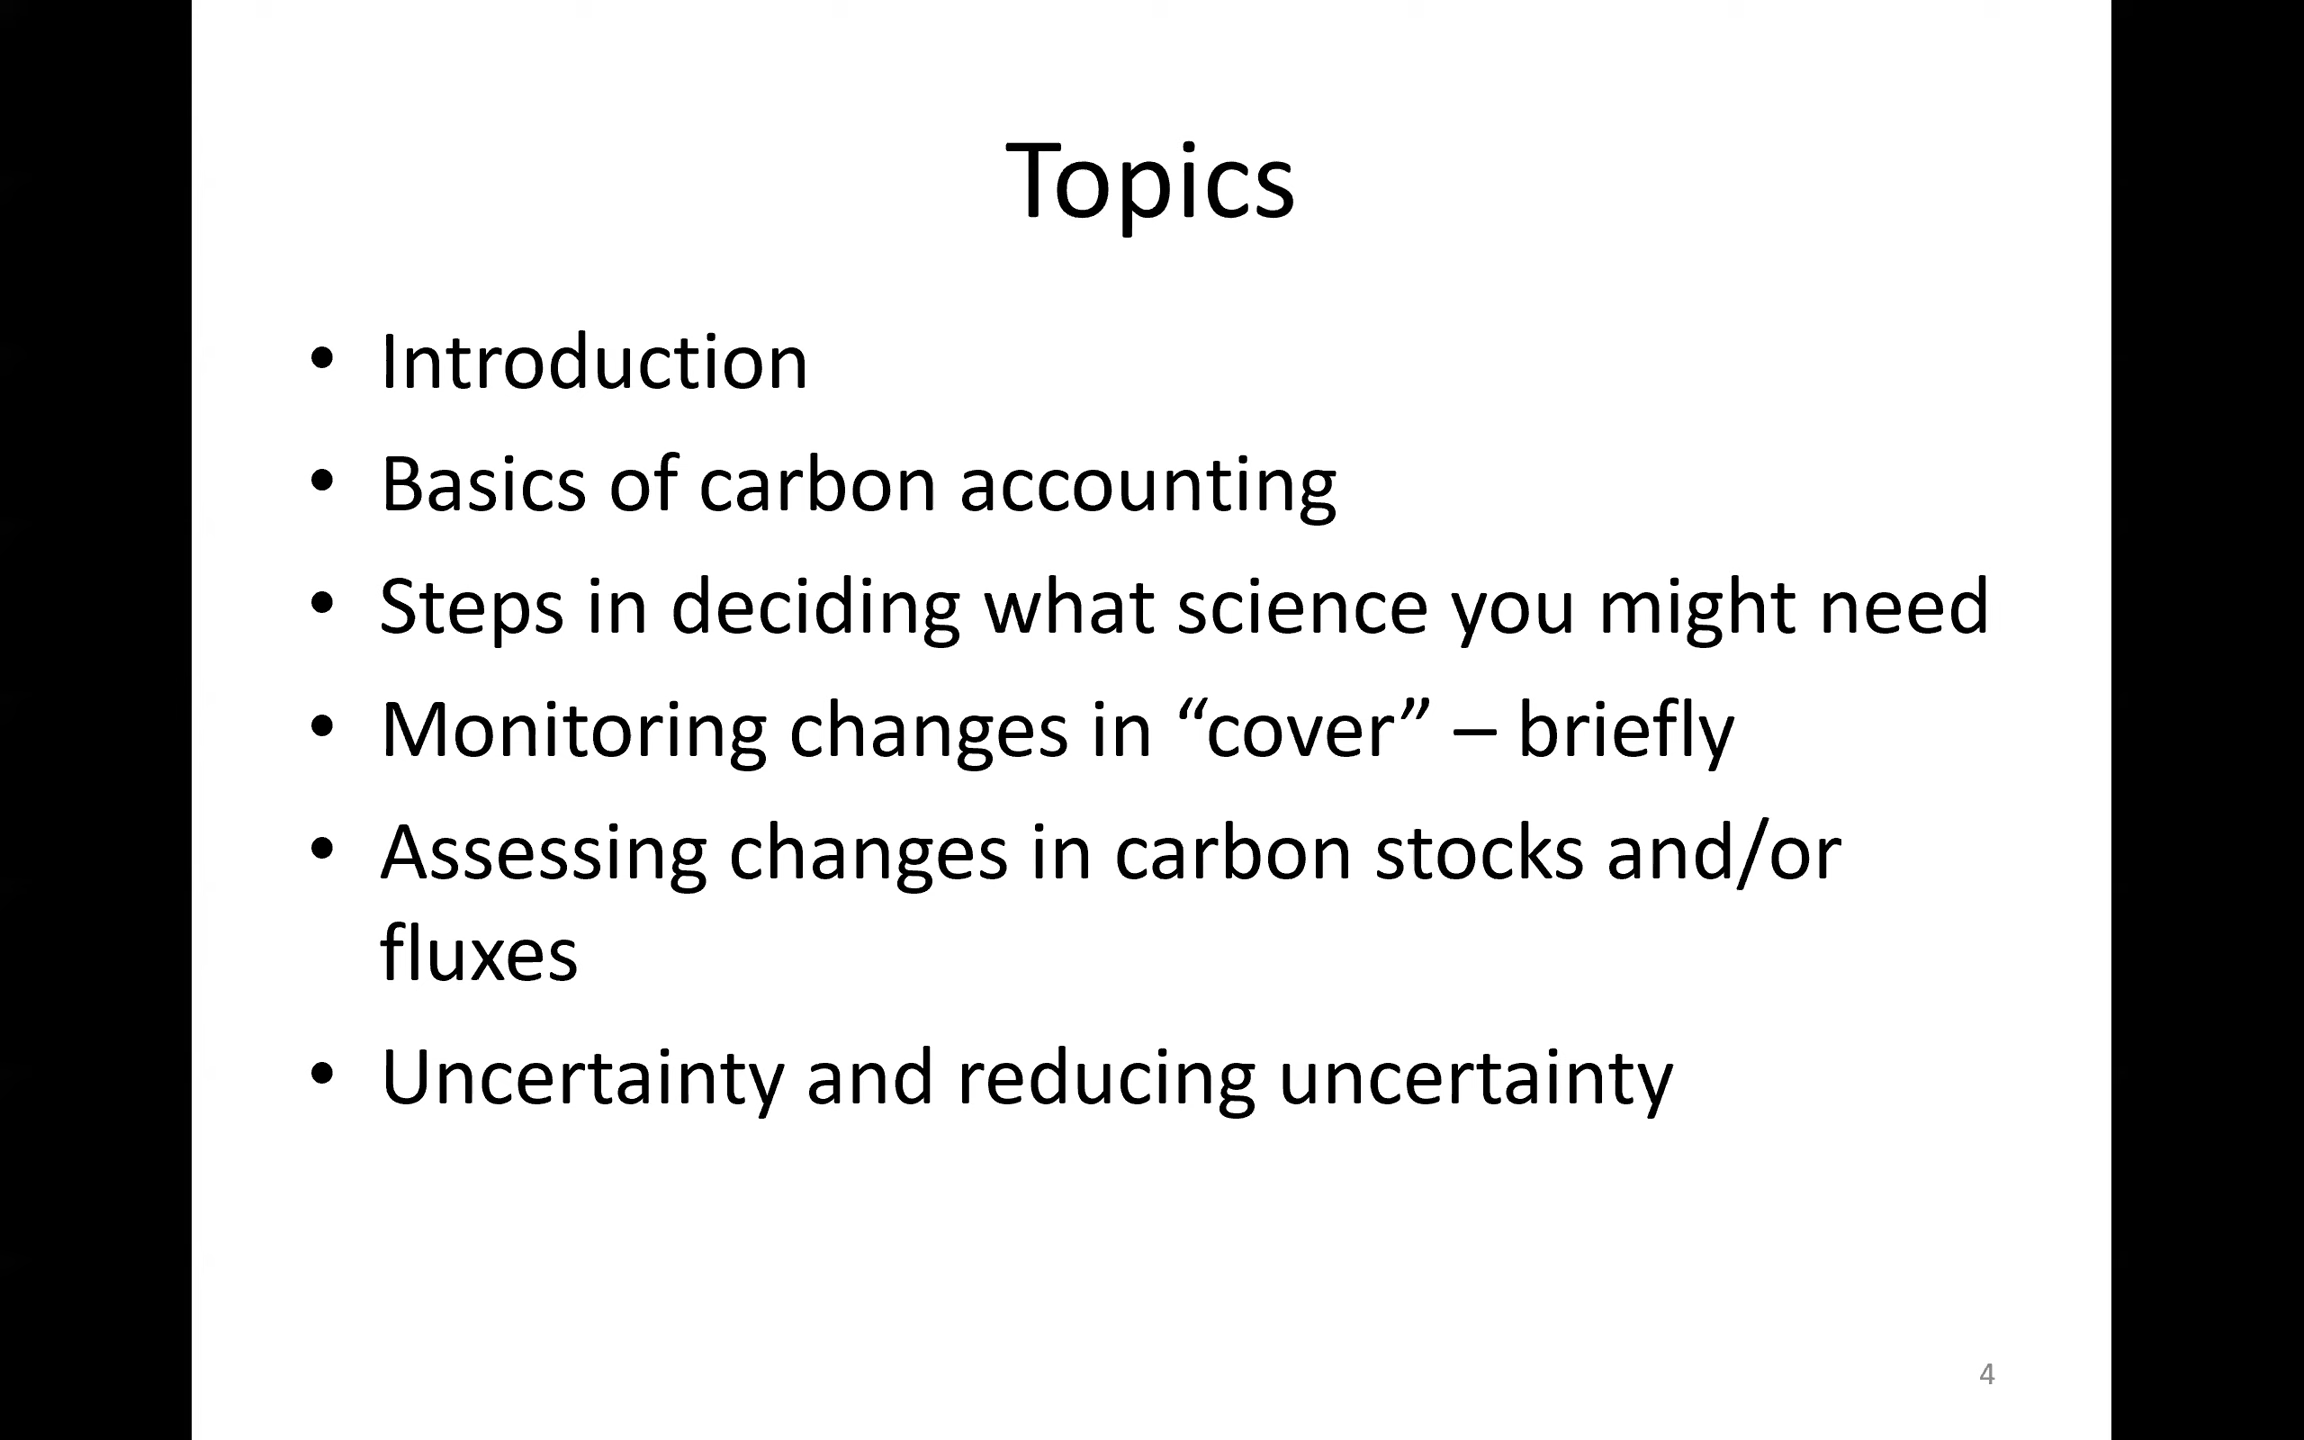 Topics
• Introduction
• Basics of carbon accounting
• Steps in deciding what science you might need
• Monitoring changes in “cover” – briefly
• Assessing changes in carbon stocks and/or
fluxes
• Uncertainty and reducing uncertainty
4